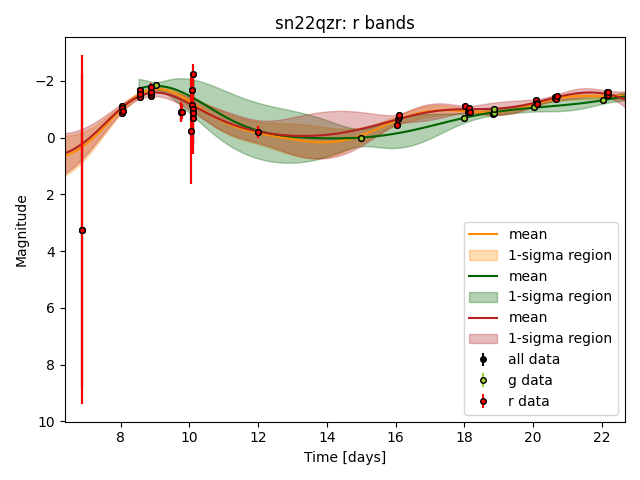 sn22qzr: r bands
−2
0
2
4
6
8
10
Magnitude
8 10 12 14 16 18 20 22
Time [days]
mean
1-sigma region
mean
1-sigma region
mean
1-sigma region
all data
g data
r data